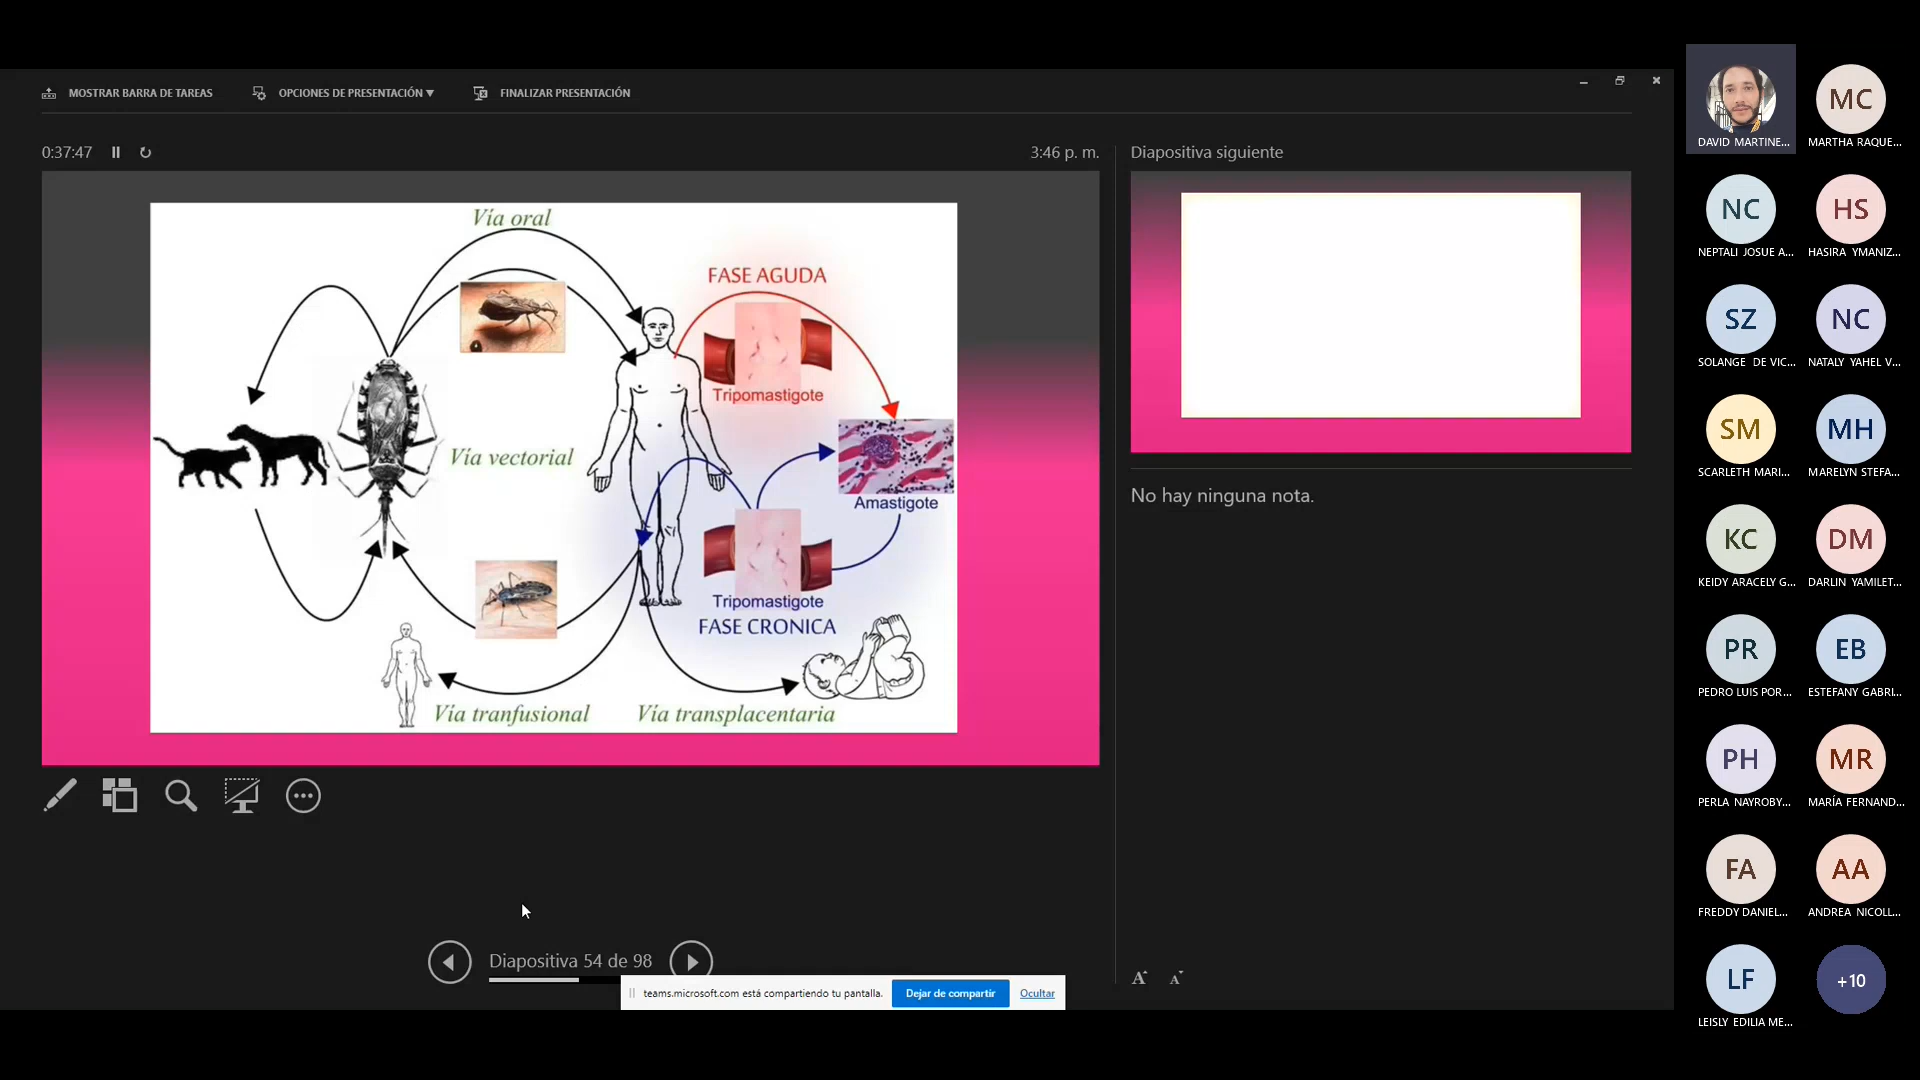 MOSTRAR BARRA DE TAREAS
OPCIONES DE PRESENTACIÓN ▼
FINALIZAR PRESENTACIÓN
0:37:47
3:46 p. m.
Diapositiva siguiente
Vía oral
FASE AGUDA
Tripomastigote
Vía vectorial
Amastigote
Tripomastigote
FASE CRONICA
Vía tranfusional
Vía transplacentaria
No hay ninguna nota.
Diapositiva 54 de 98
A A
teams.microsoft.com está compartiendo tu pantalla.
Dejar de compartir
Ocultar
DAVID MARTINE...
MC
MARTHA RAQUE...
NC
NEPTALI JOSUE A...
HS
HASIRA YMANIZ...
SZ
SOLANGE DE VIC...
NC
NATALY YAHEL V...
SM
SCARLETH MARI...
MH
MARELYN STEFA...
KC
KEIDY ARACELY G...
DM
DARLIN YAMILET...
PR
PEDRO LUIS POR...
EB
ESTEFANY GABRI...
PH
PERLA NAYROBY...
MR
MARÍA FERNAND...
FA
FREDDY DANIEL...
AA
ANDREA NICOLL...
LF
LEISLY EDILIA ME...
+10